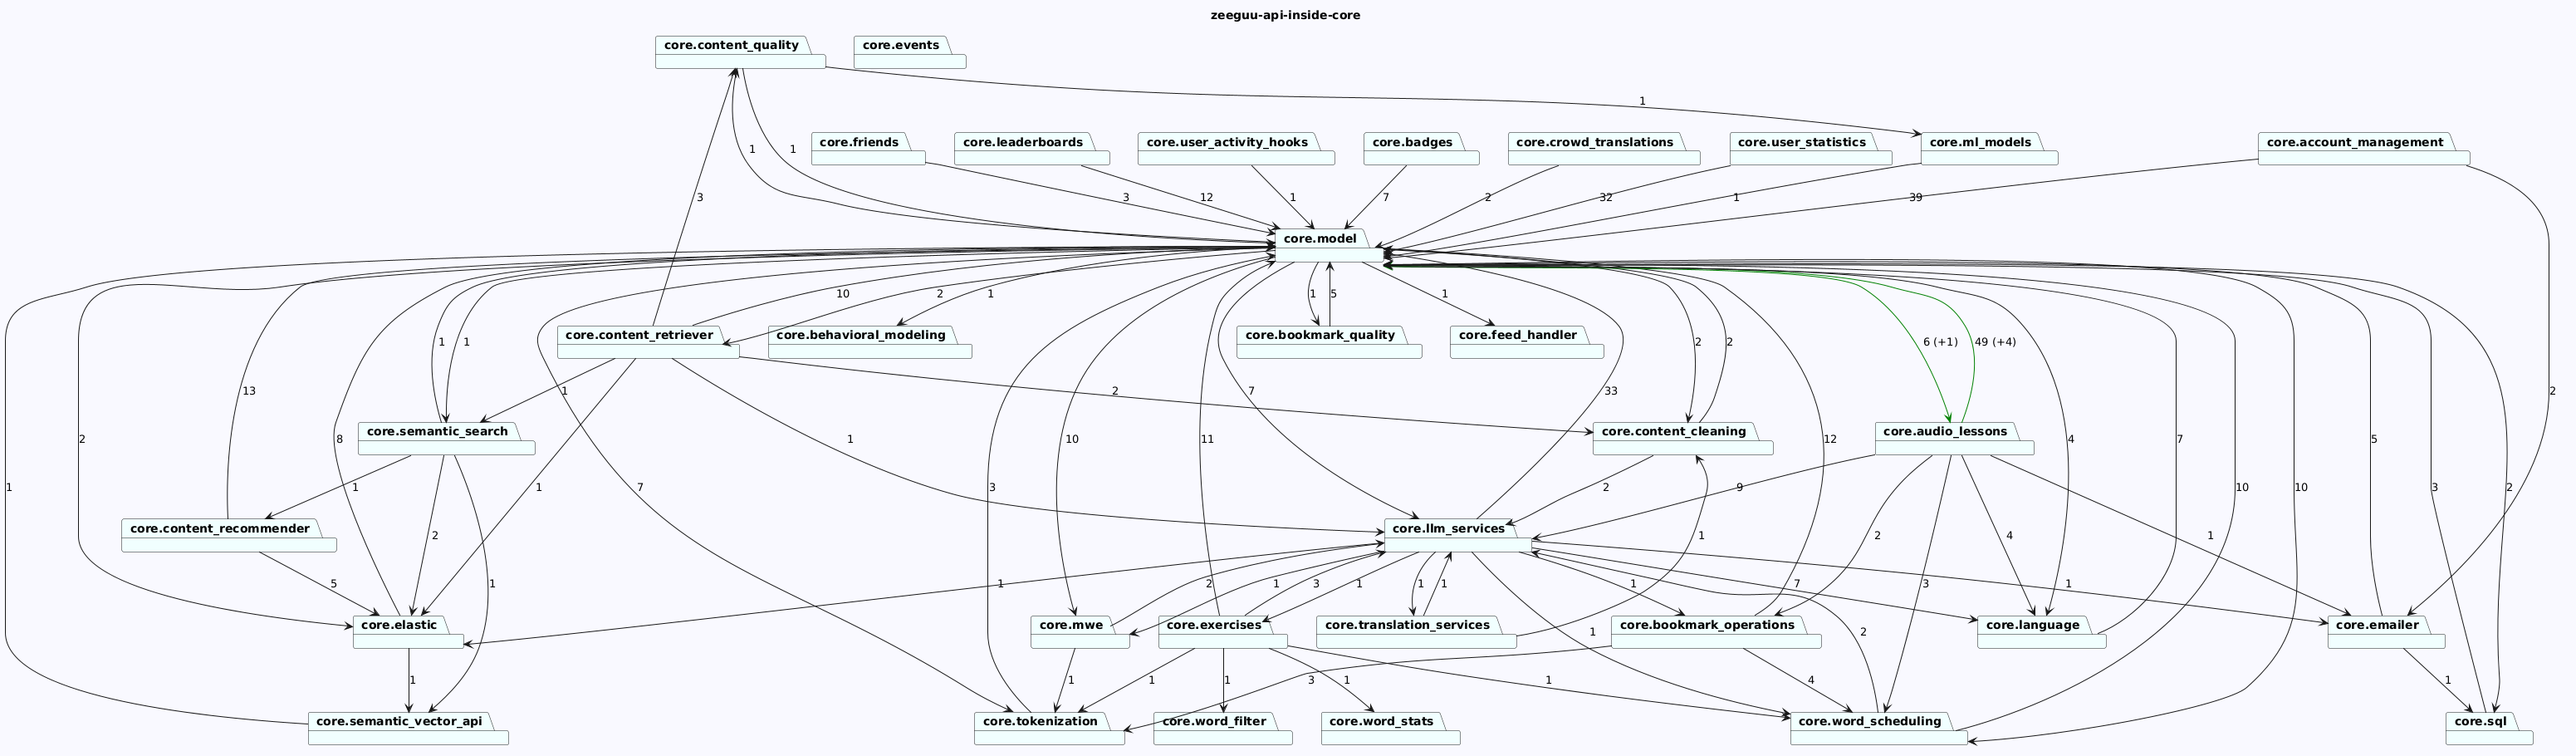 zeeguu-api-inside-core
core.content_quality
core.events
1
core.friends
core.leaderboards
core.user_activity_hooks
core.badges
core.crowd_translations
core.user_statistics
core.ml_models
core.account_management
1
1
3
3
12
1
7
2
32
1
39
core.model
10
2
1
1
5
1
core.content_retriever
core.behavioral_modeling
core.bookmark_quality
core.feed_handler
1
1
2
2
6 (+1)
49 (+4)
13
1
2
7
33
2
core.semantic_search
core.content_cleaning
core.audio_lessons
2
8
1
10
11
12
4
7
5
1
1
7
1
3
2
9
10
10
3
2
core.content_recommender
core.llm_services
2
1
2
4
1
5
1
1
2
1
3
1
1
1
7
3
1
core.elastic
core.mwe
core.exercises
core.translation_services
core.bookmark_operations
core.language
core.emailer
1
2
1
1
1
1
1
3
1
4
1
core.semantic_vector_api
core.tokenization
core.word_filter
core.word_stats
core.word_scheduling
core.sql